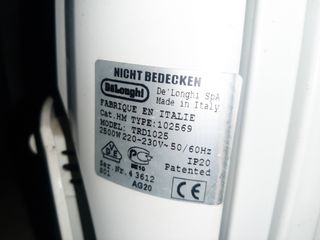 NICHT BEDECKEN
DeLonghi De'Longhi SpA
Made in Italy
FABRIQUE EN ITALIE
Cat.HM TYPE:102569
MODEL: TRD1025
2500W 220-230V~50/60Hz
IP20
Patented
Ser.Nr.43612
AG20
CE